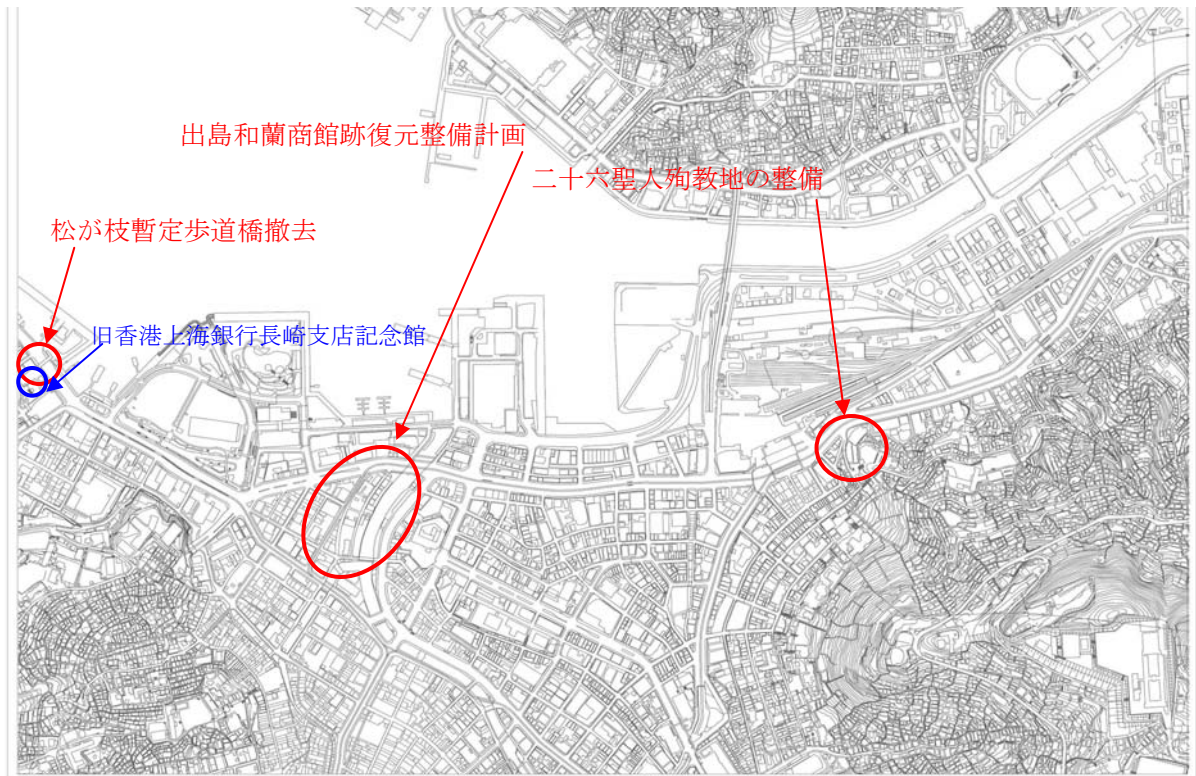 出島和蘭商館跡復元整備計画
二十六聖人殉教地の整備
松が枝暫定歩道橋撤去
旧香港上海銀行長崎支店記念館